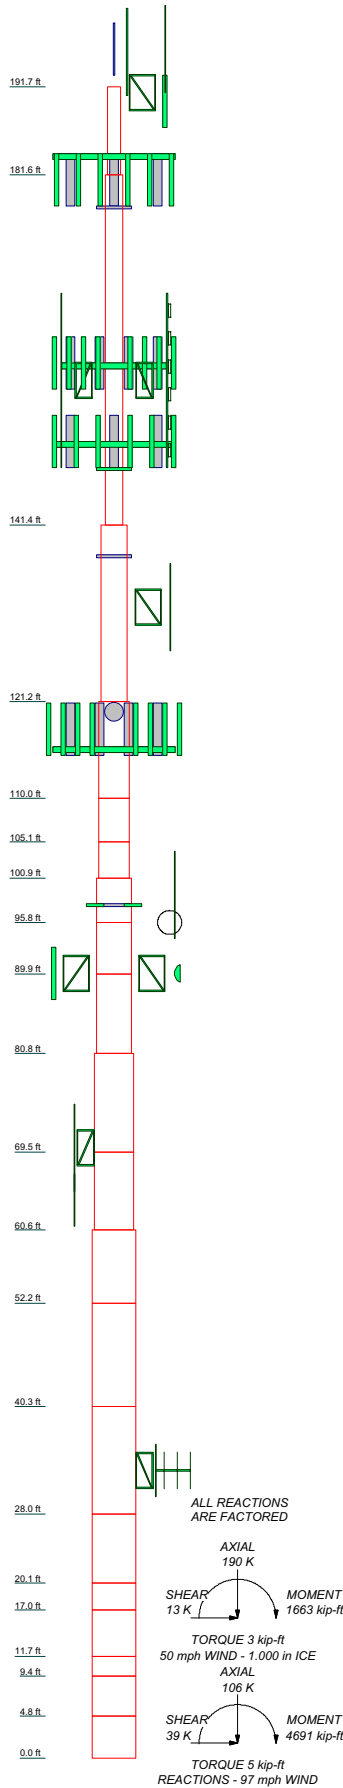 191.7 ft
181.6 ft
141.4 ft
121.2 ft
110.0 ft
105.1 ft
100.9 ft
95.8 ft
89.9 ft
80.8 ft
69.5 ft
60.6 ft
52.2 ft
40.3 ft
28.0 ft
20.1 ft
17.0 ft
11.7 ft
9.4 ft
4.8 ft
0.0 ft
ALL REACTIONS
ARE FACTORED
AXIAL
190 K
SHEAR
13 K
MOMENT
1663 kip-ft
TORQUE 3 kip-ft
50 mph WIND - 1.000 in ICE
AXIAL
106 K
SHEAR
39 K
MOMENT
4691 kip-ft
TORQUE 5 kip-ft
REACTIONS - 97 mph WIND